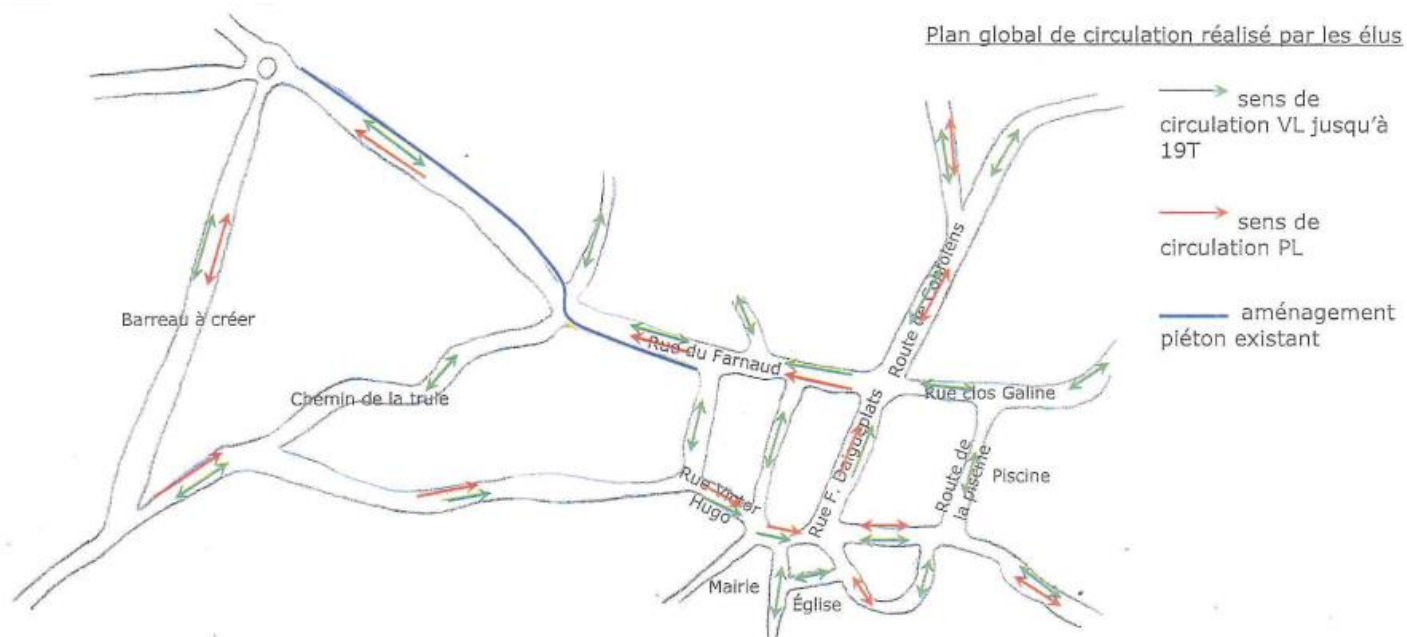 Plan global de circulation réalisé par les élus
sens de
circulation VL jusqu'à
19T
sens de
circulation PL
aménagement
piéton existant
Barreau à créer
Chemin de la truie
Rue du Farnaud
Route de Confolens
Rue clos Galine
Rue F. Daigueplats
Route de
la piscine
Piscine
Rue Victor
Hugo
Mairie
Église